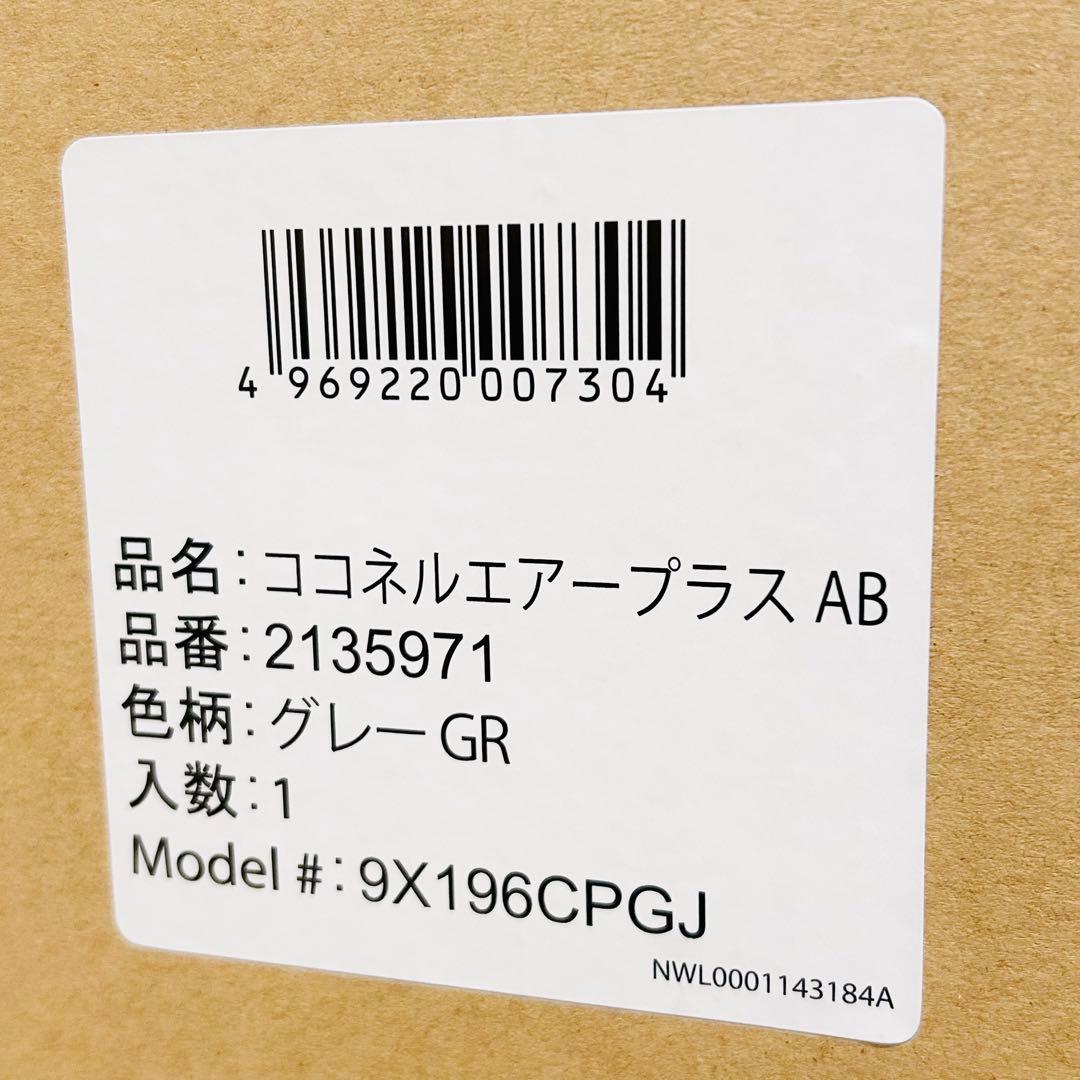 4 969220 007304
品名:ココネルエアープラス AB
品番:2135971
色柄:グレー GR
入数:1
Model #:9X196CPGJ
NWL0001143184A